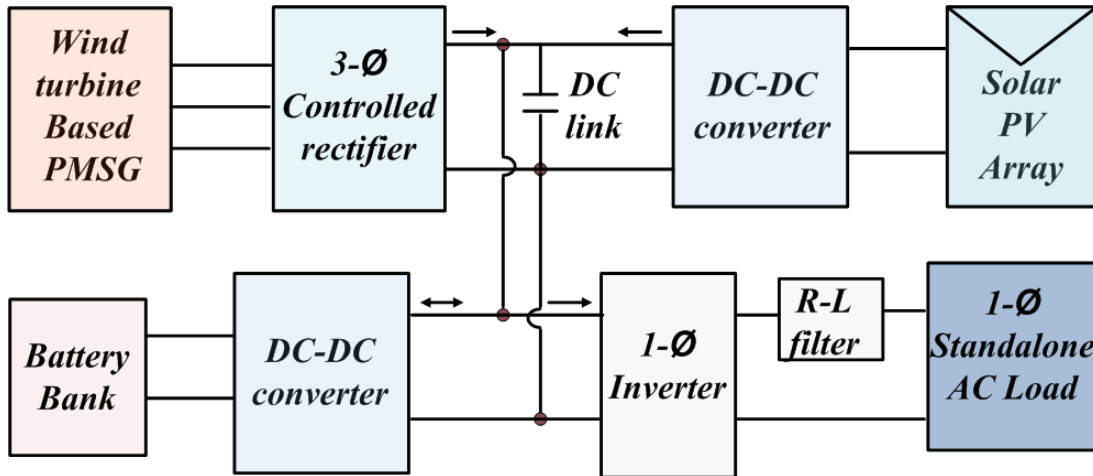 Wind
turbine
Based
PMSG
3-Ø
Controlled
rectifier
DC
link
DC-DC
converter
Solar
PV
Array
Battery
Bank
DC-DC
converter
1-Ø
Inverter
R-L
filter
1-Ø
Standalone
AC Load